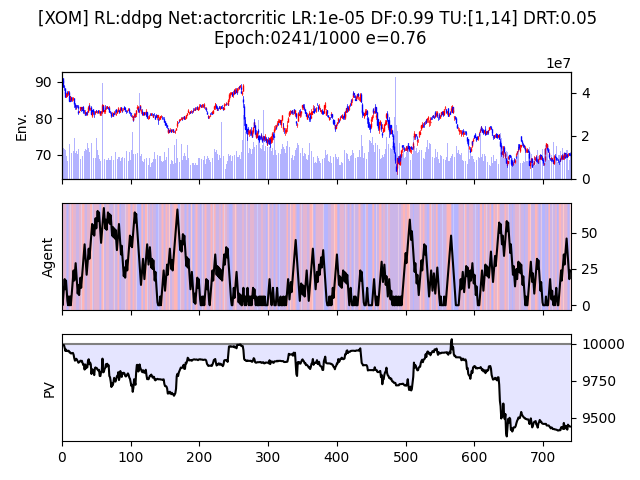 [XOM] RL:ddpg Net:actorcritic LR:1e-05 DF:0.99 TU:[1,14] DRT:0.05
Epoch:0241/1000 e=0.76
1e7
90
80
70
Env.
4
2
0
Agent
50
25
0
PV
10000
9750
9500
0 100 200 300 400 500 600 700